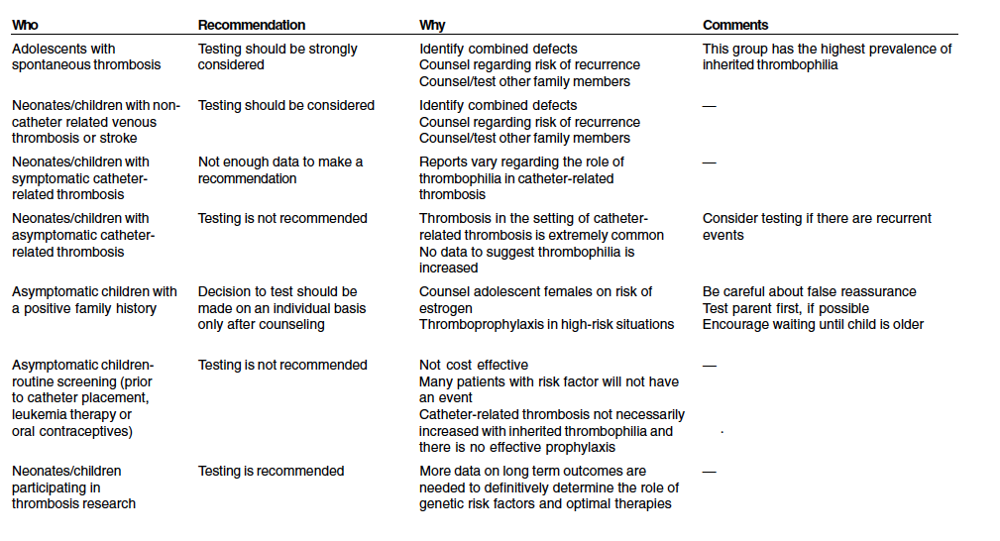 Who Recommendation Why Comments
Adolescents with spontaneous thrombosis
Testing should be strongly considered
Identify combined defects
Counsel regarding risk of recurrence
Counsel/test other family members
This group has the highest prevalence of inherited thrombophilia
Neonates/children with non-
catheter related venous
thrombosis or stroke
Testing should be considered
Identify combined defects
Counsel regarding risk of recurrence
Counsel/test other family members
—
Neonates/children with
symptomatic catheter-
related thrombosis
Not enough data to make a
recommendation
Reports vary regarding the role of
thrombophilia in catheter-related
thrombosis
—
Neonates/children with
asymptomatic catheter-
related thrombosis
Testing is not recommended
Thrombosis in the setting of catheter-
related thrombosis is extremely common
No data to suggest thrombophilia is
increased
Consider testing if there are recurrent
events
Asymptomatic children with
a positive family history
Decision to test should be
made on an individual basis
only after counseling
Counsel adolescent females on risk of
estrogen
Thromboprophylaxis in high-risk situations
Be careful about false reassurance
Test parent first, if possible
Encourage waiting until child is older
Asymptomatic children-
routine screening (prior
to catheter placement,
leukemia therapy or
oral contraceptives)
Testing is not recommended
Not cost effective
Many patients with risk factor will not have
an event
Catheter-related thrombosis not necessarily
increased with inherited thrombophilia and
there is no effective prophylaxis
—
Neonates/children
participating in
thrombosis research
Testing is recommended
More data on long term outcomes are
needed to definitively determine the role of
genetic risk factors and optimal therapies
—